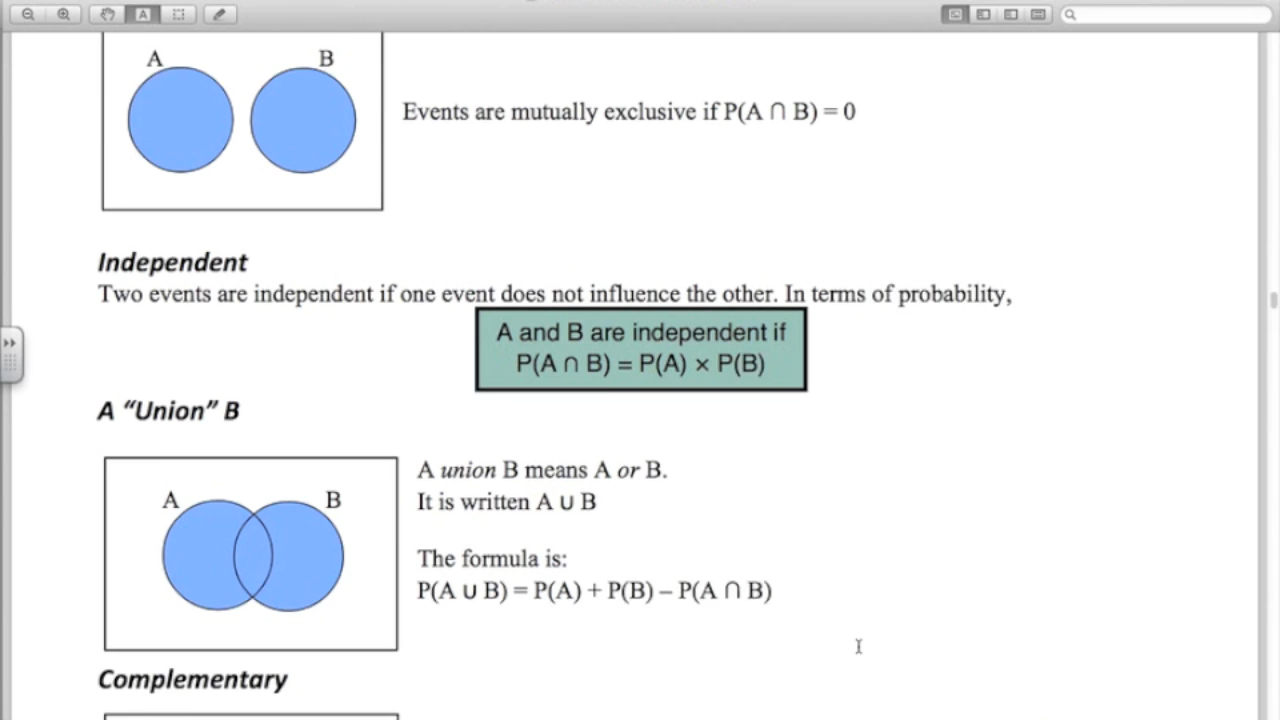 A
A B
Events are mutually exclusive if P(A ∩ B) = 0
Independent
Two events are independent if one event does not influence the other. In terms of probability,
A and B are independent if
P(A ∩ B) = P(A) × P(B)
A “Union” B
A B
A union B means A or B.
It is written A ∪ B
The formula is:
P(A ∪ B) = P(A) + P(B) – P(A ∩ B)
Complementary